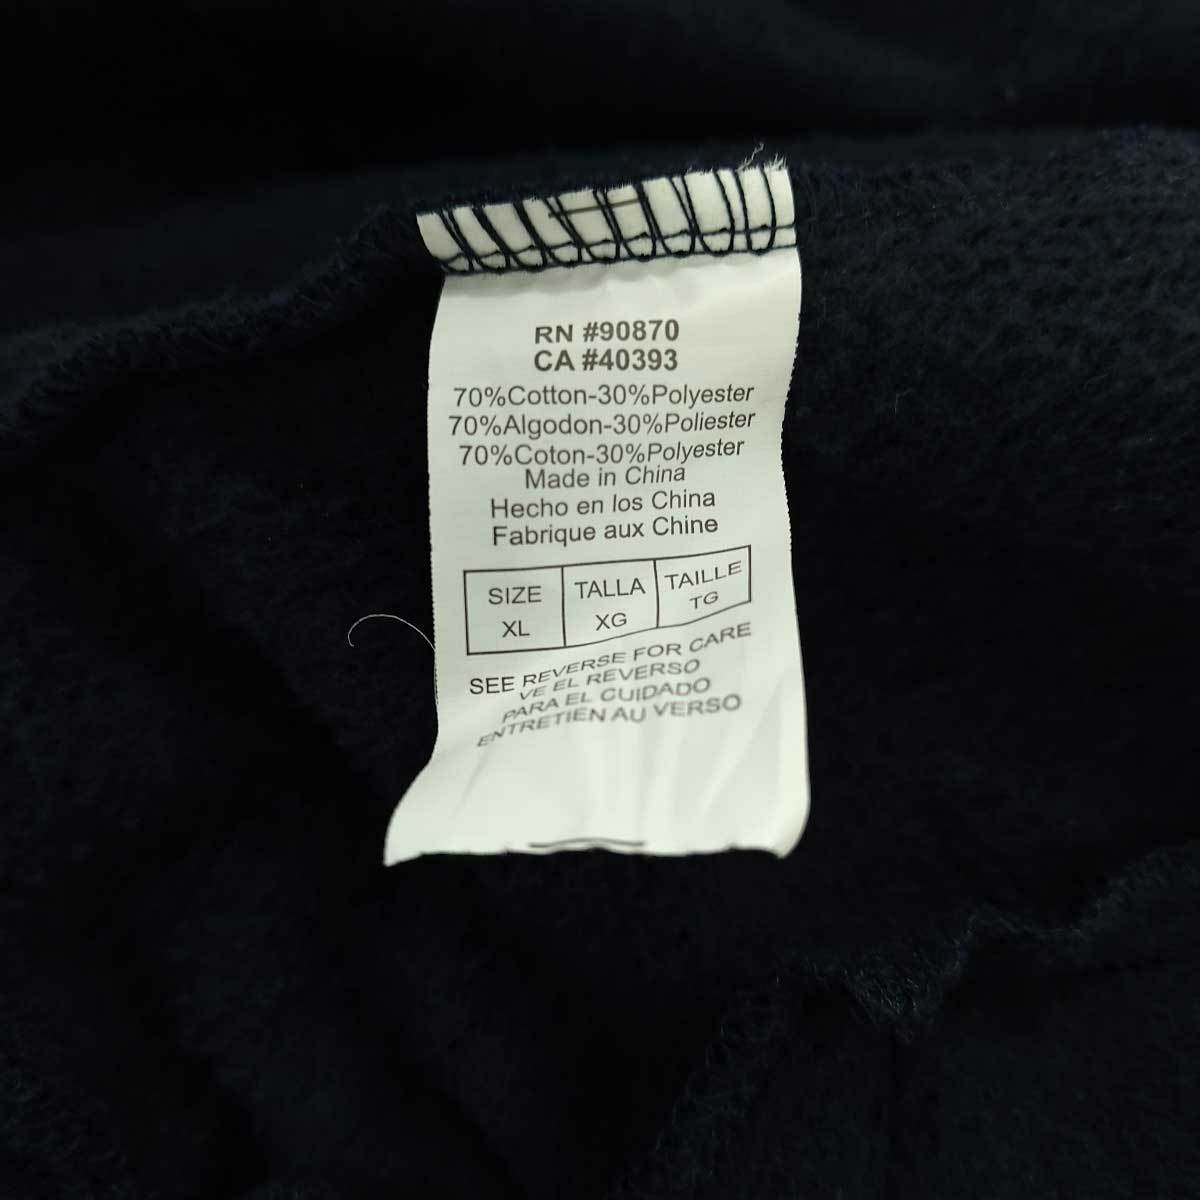 RN #90870
CA #40393
70%Cotton-30%Polyester
70%Algodon-30%Poliester
70%Coton-30%Polyester
Made in China
Hecho en los China
Fabrique aux Chine
SIZE TALLA TAILLE
XL XG TG
SEE REVERSE FOR CARE
VE EL REVERSO
PARA EL CUIDADO
ENTRETIEN AU VERSO